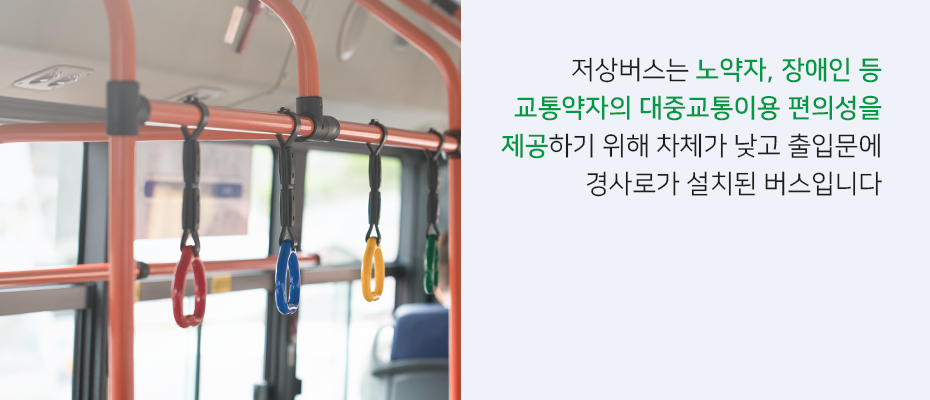 저상버스는 노약자, 장애인 등
교통약자의 대중교통이용 편의성을
제공하기 위해 차체가 낮고 출입문에
경사로가 설치된 버스입니다